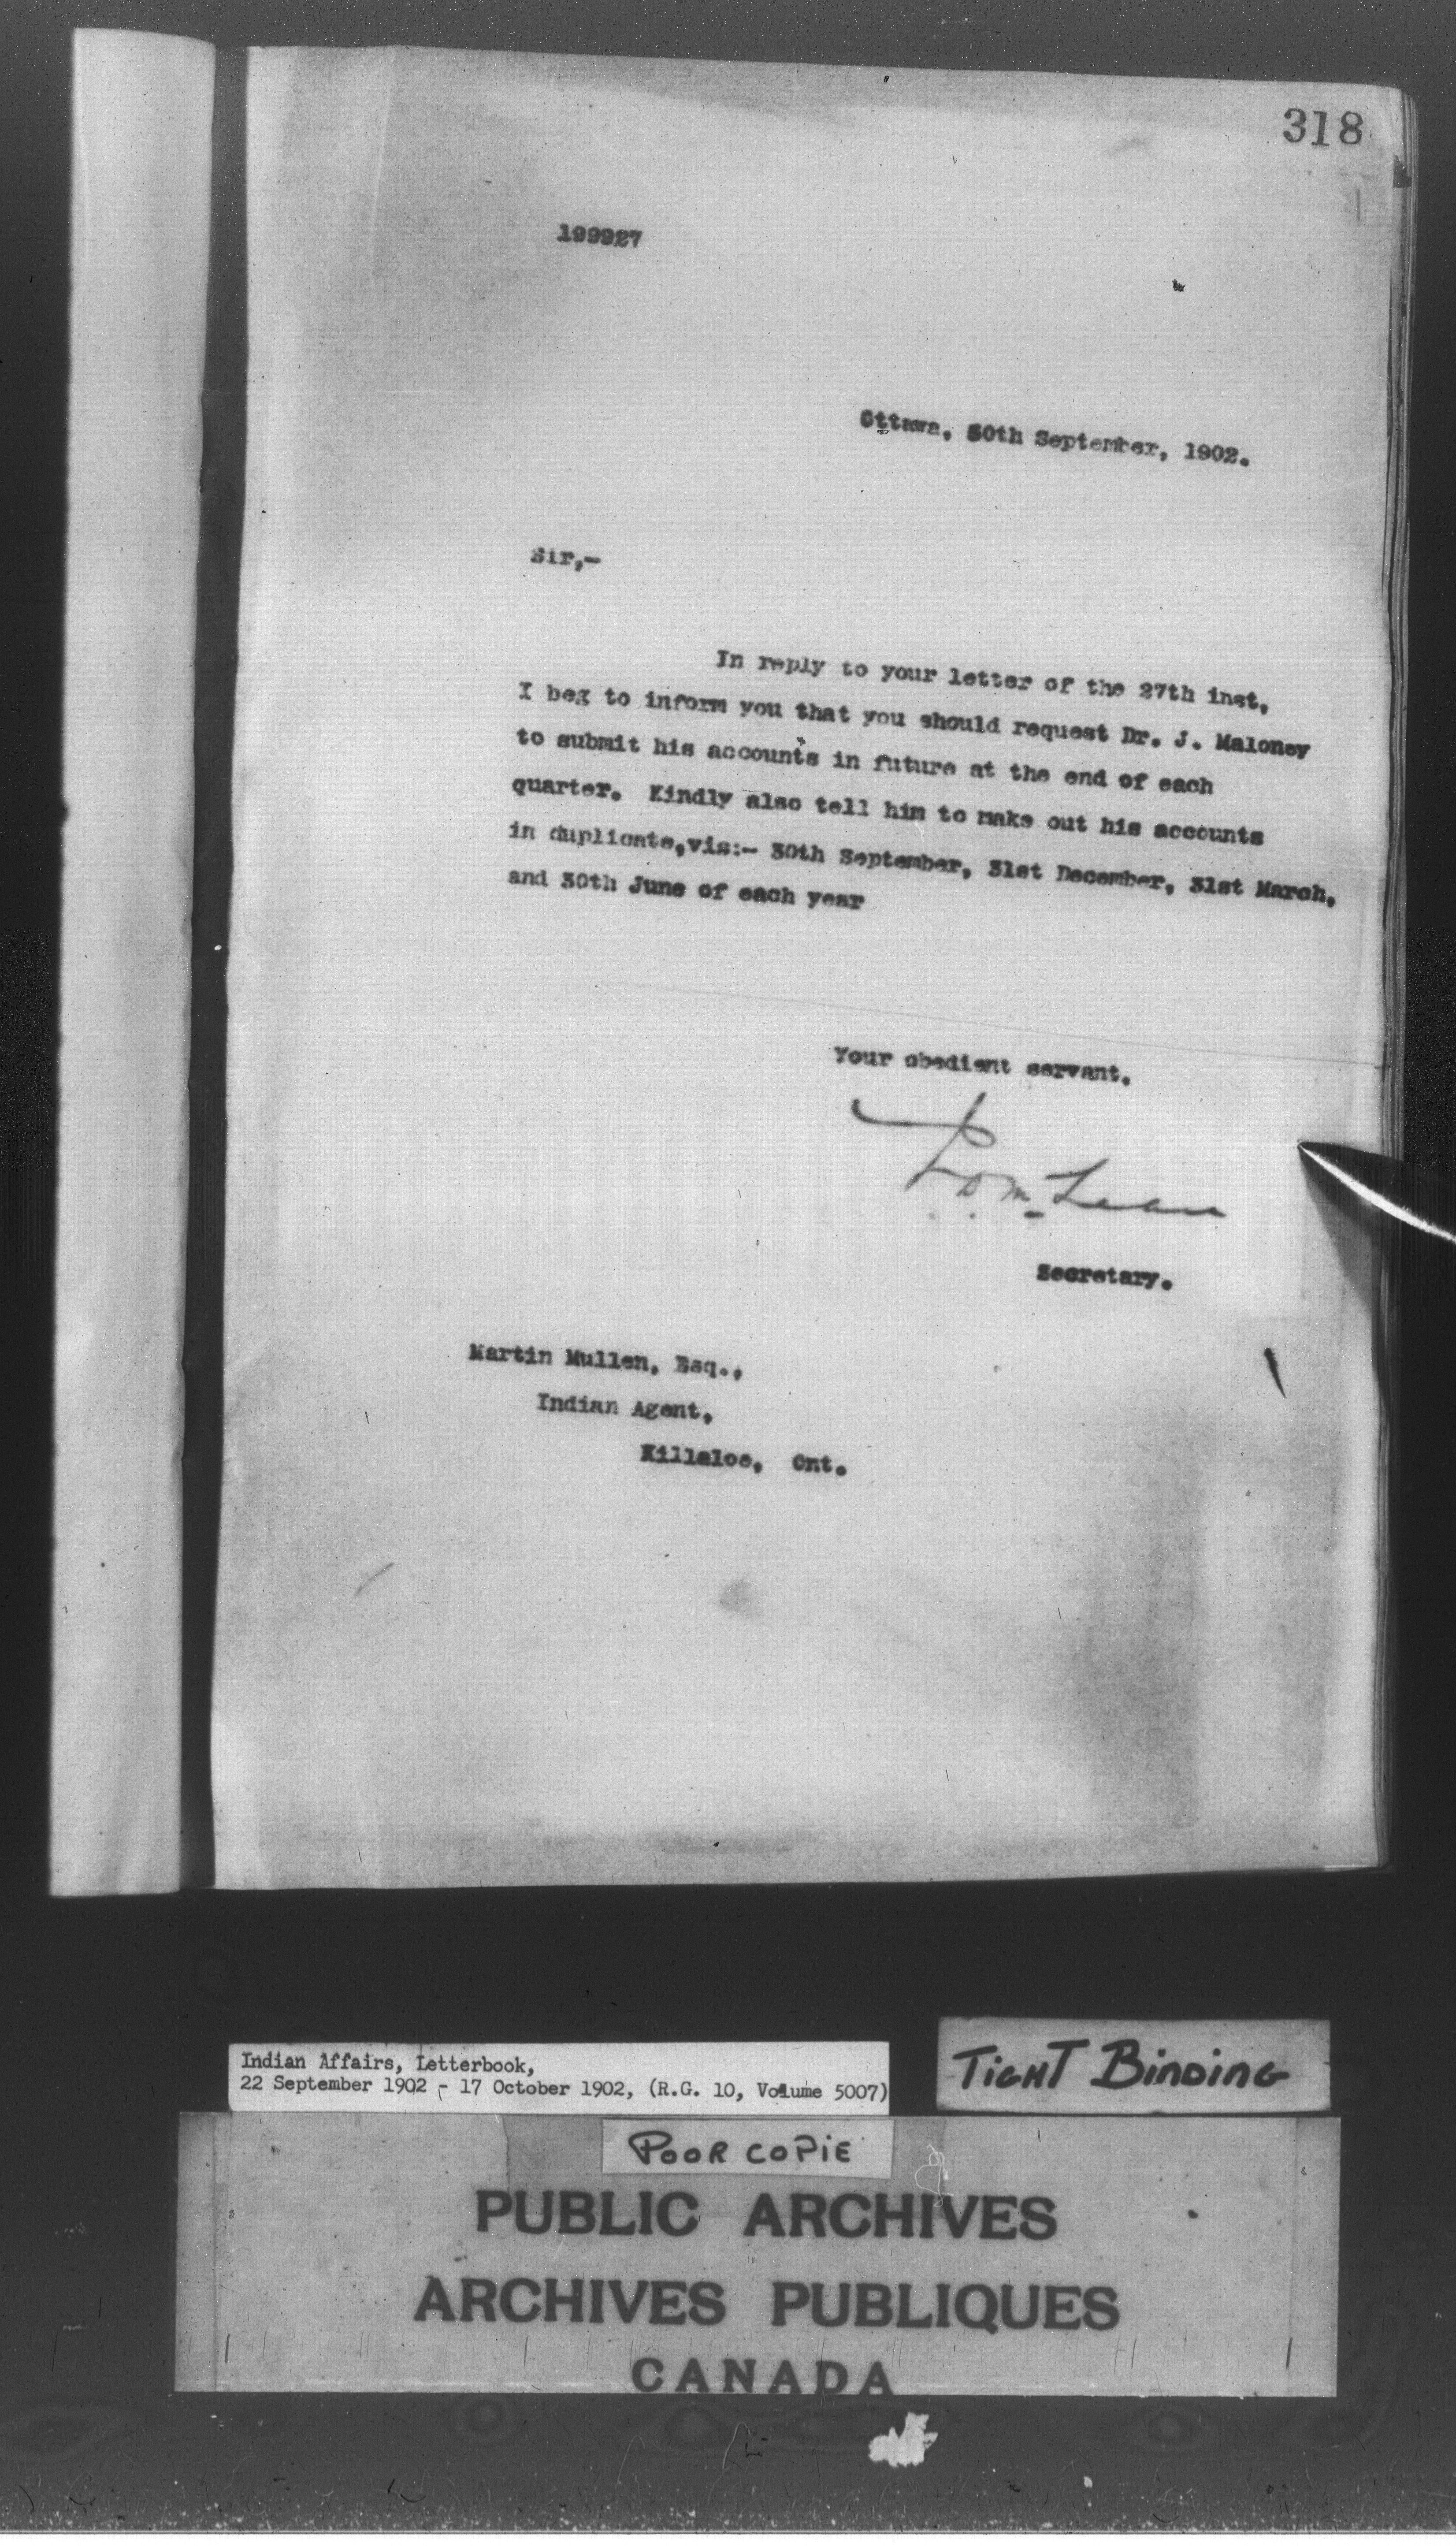 318
199927
Ottawa, 30th September, 1902.
Sir,-
In reply to your letter of the 27th inst,
I beg to inform you that you should request Dr. J. Maloney
to submit his accounts in future at the end of each
quarter. Kindly also tell him to make out his accounts
in duplicate,vis:- 30th September, 31st December, 31st March,
and 30th June of each year
Your obedient servant.
Secretary.
Martin Mullen, Esq.,
Indian Agent,
Killaloe, Ont.
Indian Affairs, Letterbook,
22 September 1902 - 17 October 1902, (R.G. 10, Volume 5007)
TIGHT BINDING
POOR COPIE
PUBLIC ARCHIVES
ARCHIVES PUBLIQUES
CANADA